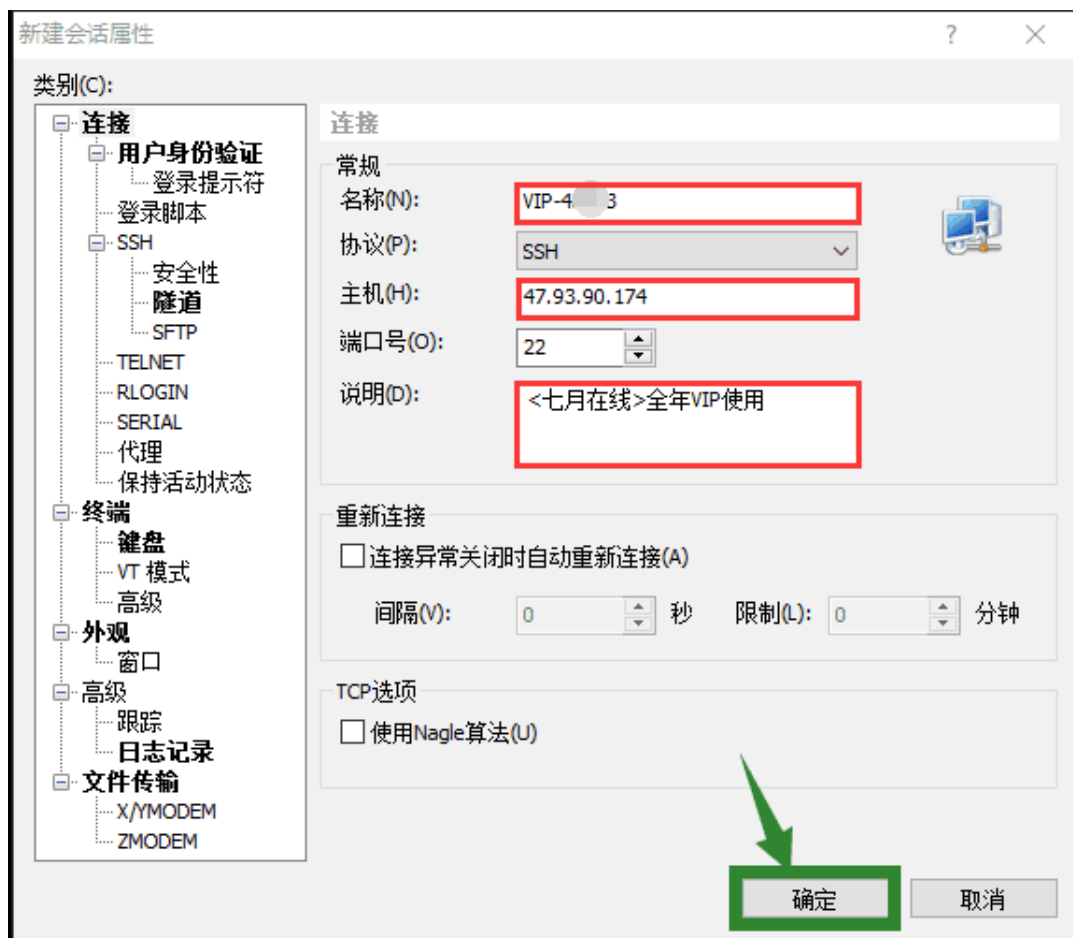 新建会话属性
?
类别(C):
连接
用户身份验证
登录提示符
登录脚本
SSH
安全性
隧道
SFTP
TELNET
RLOGIN
SERIAL
代理
保持活动状态
终端
键盘
VT 模式
高级
外观
窗口
高级
跟踪
日志记录
文件传输
X/YMODEM
ZMODEM
连接
常规
名称(N):
协议(P): SSH
主机(H): 47.93.90.174
端口号(O): 22
说明(D): <七月在线>全年VIP使用
重新连接
连接异常关闭时自动重新连接(A)
间隔(V): 0 秒 限制(L): 0 分钟
TCP选项
使用Nagle算法(U)
确定 取消